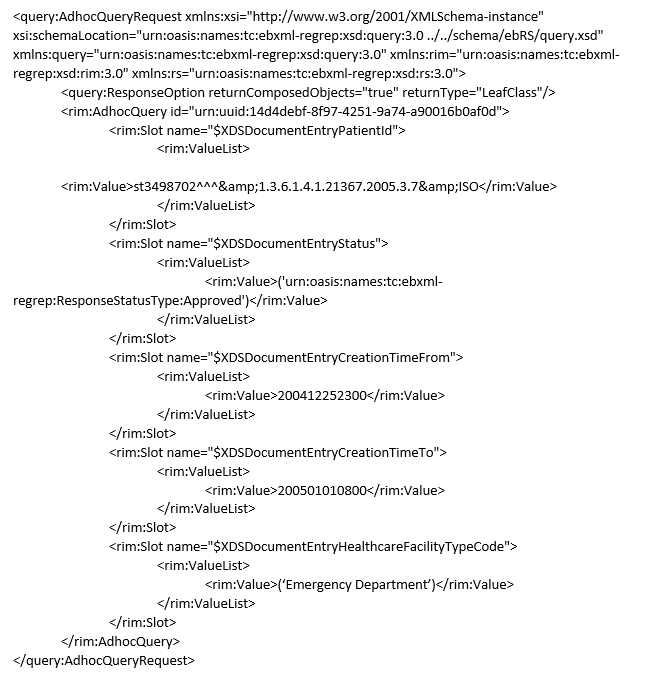 <query:AdhocQueryRequest xmlns:xsi="http://www.w3.org/2001/XMLSchema-instance"
xsi:schemaLocation="urn:oasis:names:tc:ebxml-regrep:xsd:query:3.0 ../../schema/ebRS/query.xsd"
xmlns:query="urn:oasis:names:tc:ebxml-regrep:xsd:query:3.0" xmlns:rim="urn:oasis:names:tc:ebxml-
regrep:xsd:rim:3.0" xmlns:rs="urn:oasis:names:tc:ebxml-regrep:xsd:rs:3.0">
<query:ResponseOption returnComposedObjects="true" returnType="LeafClass"/>
<rim:AdhocQuery id="urn:uuid:14d4debf-8f97-4251-9a74-a90016b0af0d">
<rim:Slot name="$XDSDocumentEntryPatientId">
<rim:ValueList>
<rim:Value>st3498702^^^&amp;1.3.6.1.4.1.21367.2005.3.7&amp;ISO</rim:Value>
</rim:ValueList>
</rim:Slot>
<rim:Slot name="$XDSDocumentEntryStatus">
<rim:ValueList>
<rim:Value>('urn:oasis:names:tc:ebxml-
regrep:ResponseStatusType:Approved')</rim:Value>
</rim:ValueList>
</rim:Slot>
<rim:Slot name="$XDSDocumentEntryCreationTimeFrom">
<rim:ValueList>
<rim:Value>200412252300</rim:Value>
</rim:ValueList>
</rim:Slot>
<rim:Slot name="$XDSDocumentEntryCreationTimeTo">
<rim:ValueList>
<rim:Value>200501010800</rim:Value>
</rim:ValueList>
</rim:Slot>
<rim:Slot name="$XDSDocumentEntryHealthcareFacilityTypeCode">
<rim:ValueList>
<rim:Value>(‘Emergency Department’)</rim:Value>
</rim:ValueList>
</rim:Slot>
</rim:AdhocQuery>
</query:AdhocQueryRequest>